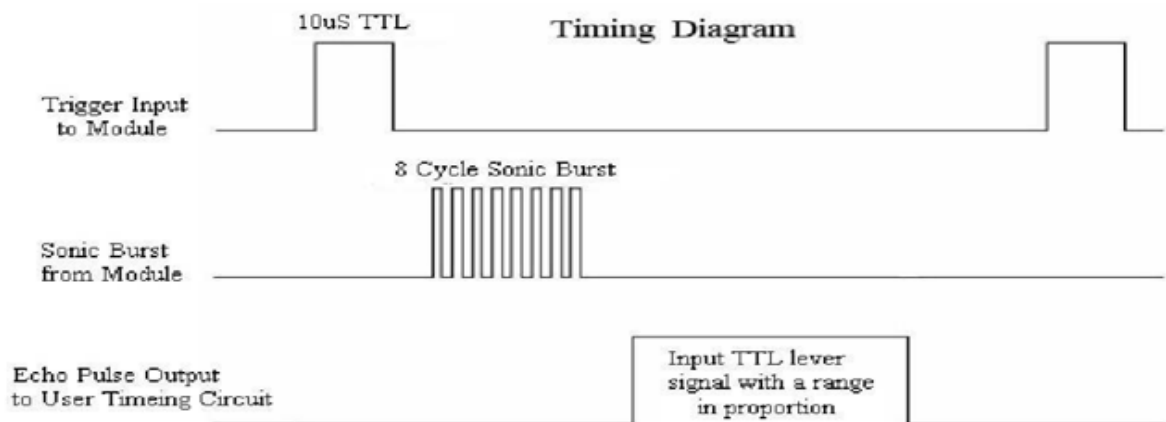 10uS TTL
Timing Diagram
Trigger Input
to Module
8 Cycle Sonic Burst
Sonic Burst
from Module
Echo Pulse Output
to User Timeing Circuit
Input TTL lever
signal with a range
in proportion